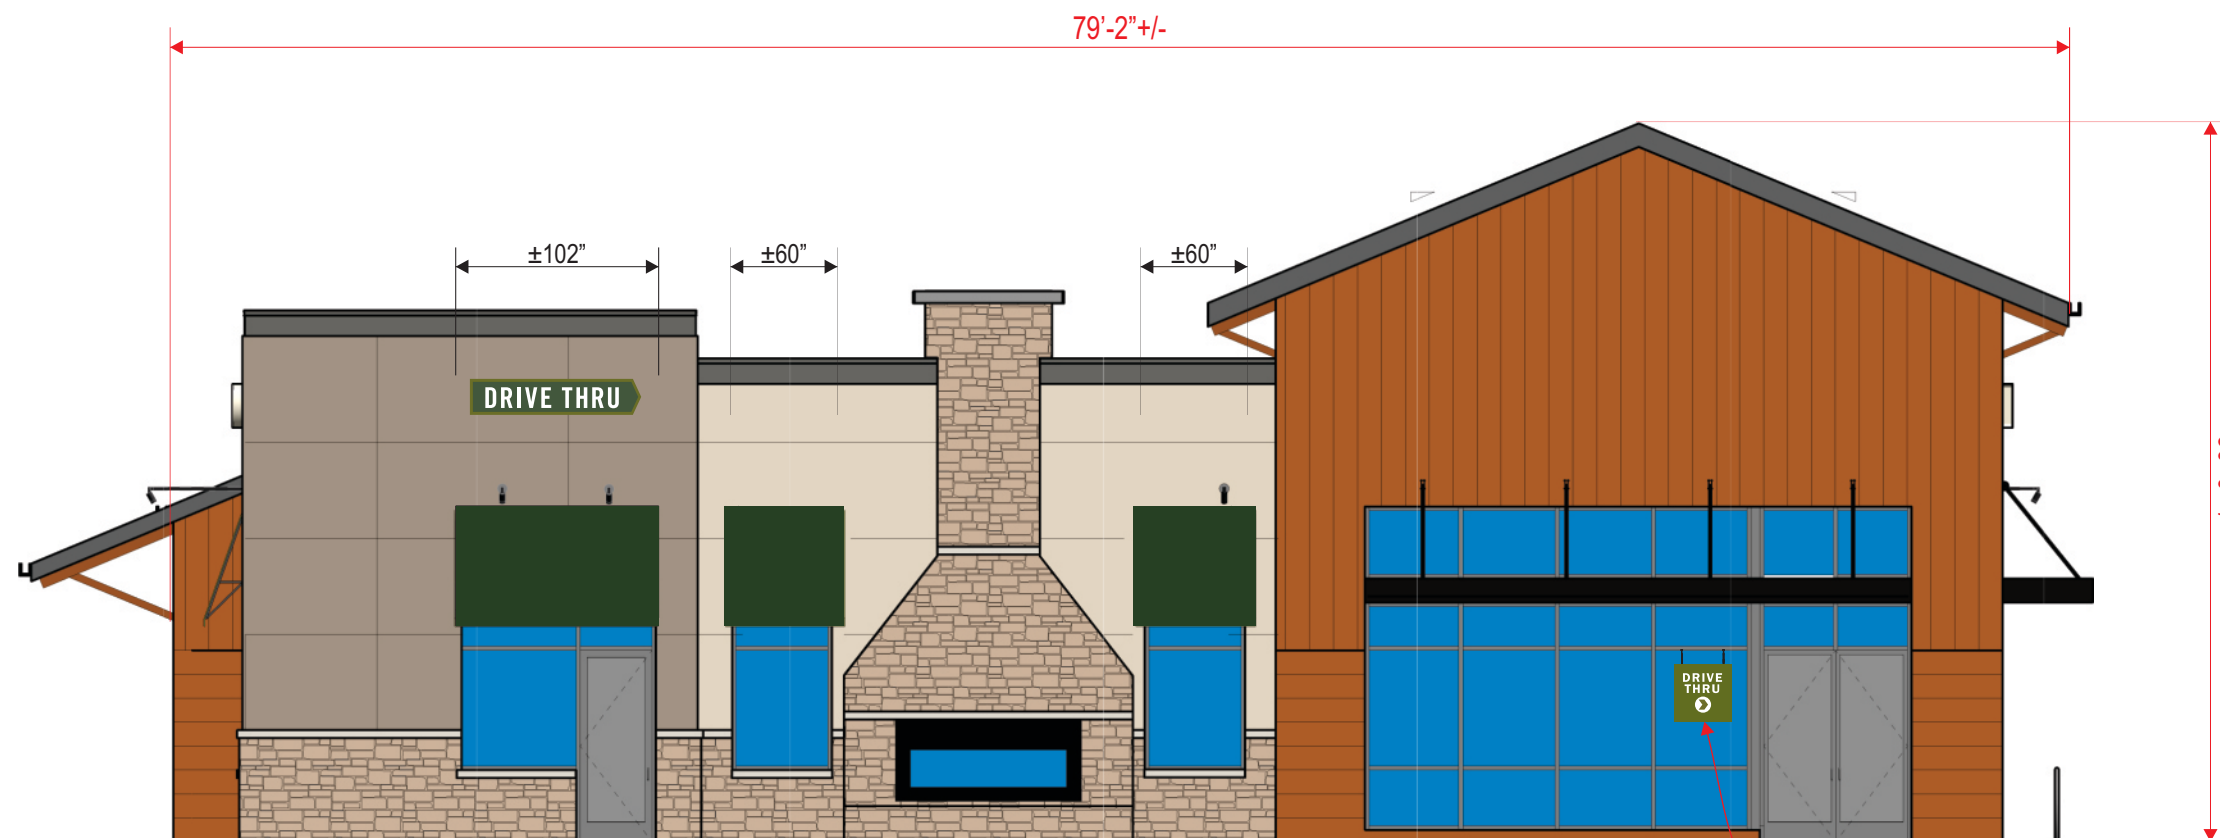 79’-2”+/-
±102”
±60”
±60”
DRIVE THRU
DRIVE
THRU